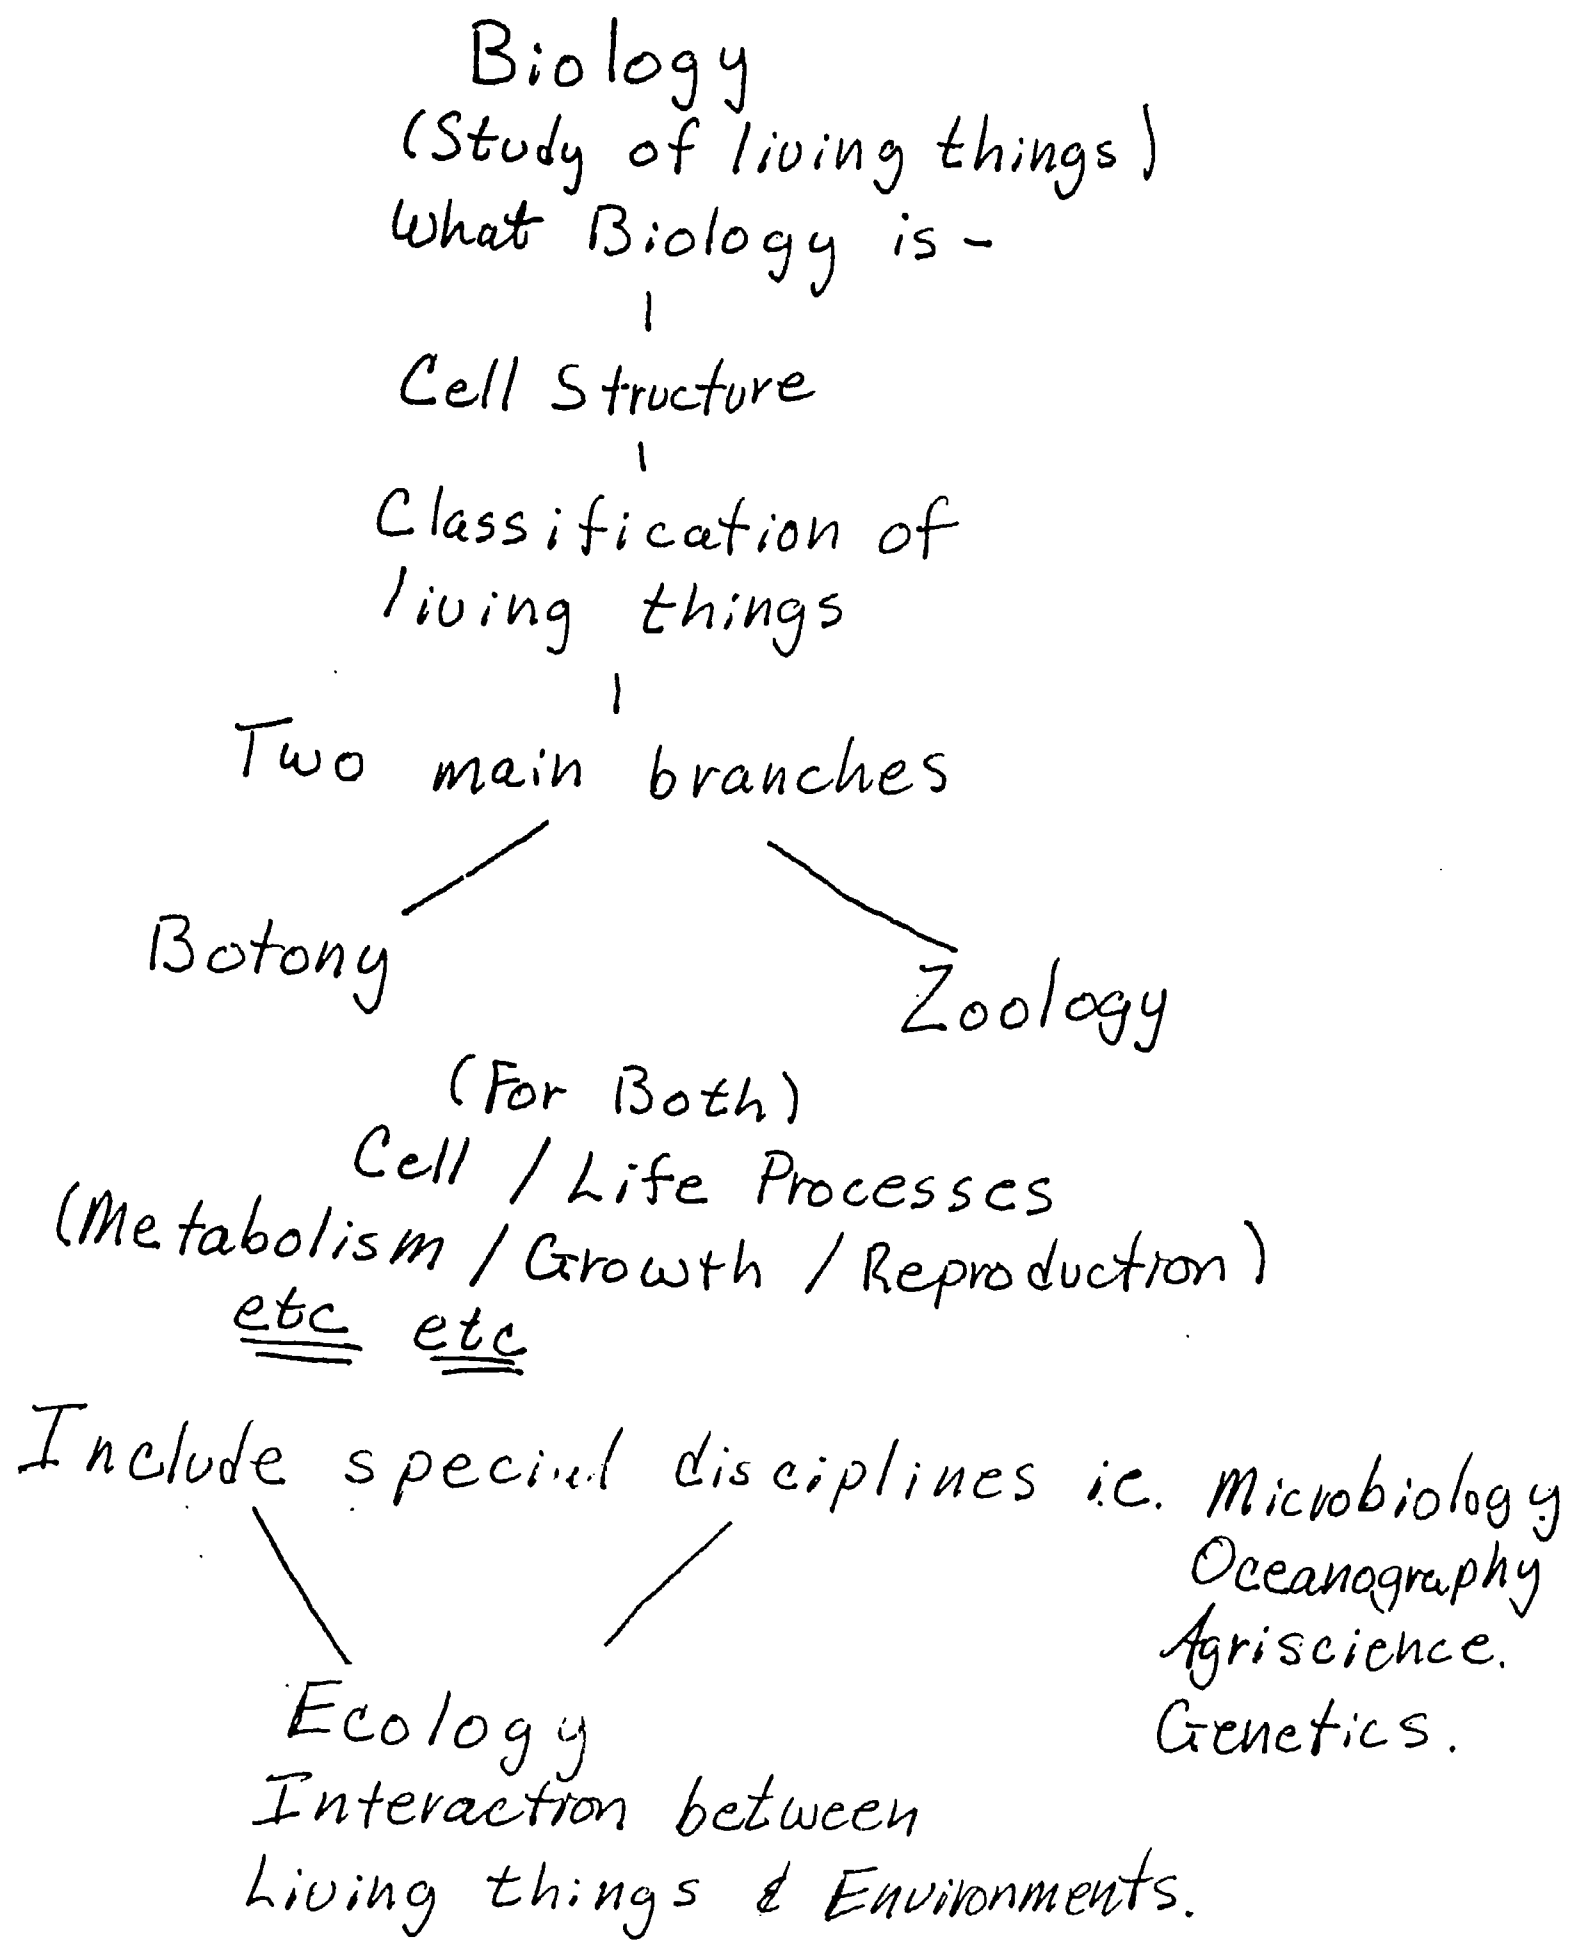 Biology
(Study of living things)
What Biology is -
Cell Structure
Classification of
living things
Two main branches
Botony
Zoology
(For Both)
Cell / Life Processes
(Metabolism / Growth / Reproduction)
etc etc
Include special disciplines i.e. Microbiology
Oceanography
Agriscience.
Genetics.
Ecology
Interaction between
Living things & Environments.